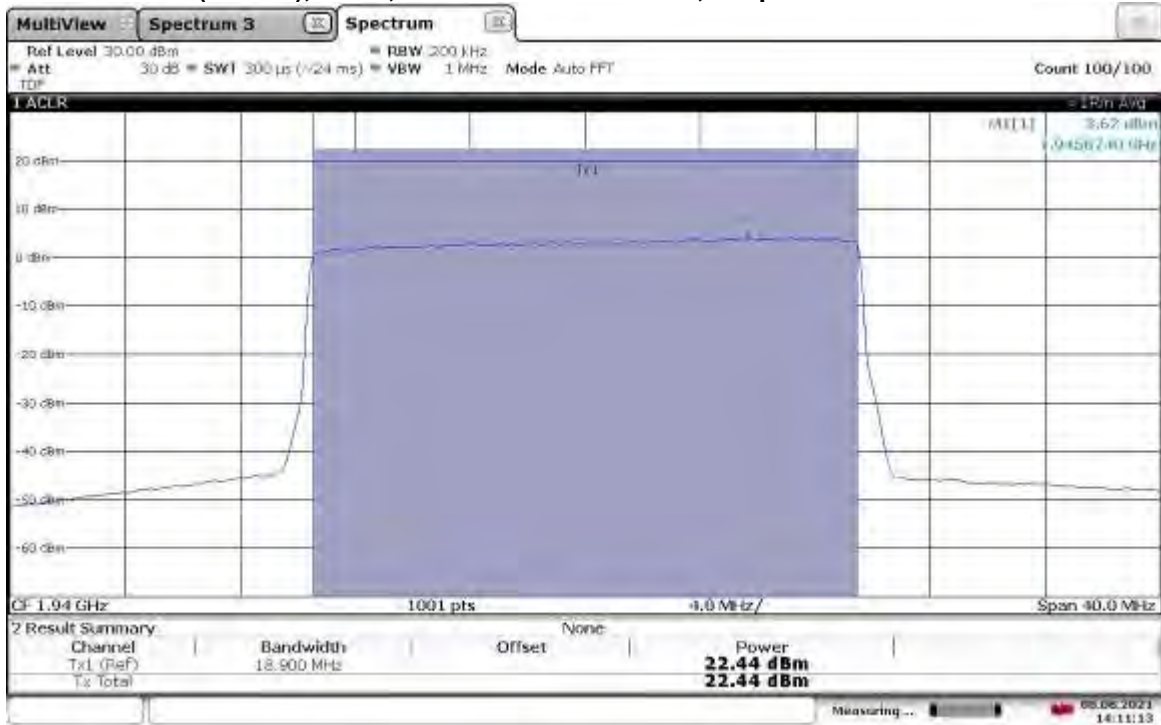 MultiView Spectrum 3 Spectrum
Ref Level 30.00 dBm RBW 200 kHz
Att 30 dB SWT 300 µs (~24 ms) VBW 1 MHz Mode Auto FFT Count 100/100
TDF
1 ACLR 1Rm Avg
M1[1] 3.62 dBm
20 dBm Tx1
10 dBm
0 dBm
-10 dBm
-20 dBm
-30 dBm
-40 dBm
-50 dBm
-60 dBm
CF 1.94 GHz 1001 pts 4.0 MHz/ Span 40.0 MHz
2 Result Summary None
Channel Bandwidth Offset Power
Tx1 (Ref) 18.900 MHz 22.44 dBm
Tx Total 22.44 dBm
Measuring... 08.06.2021
14:11:13